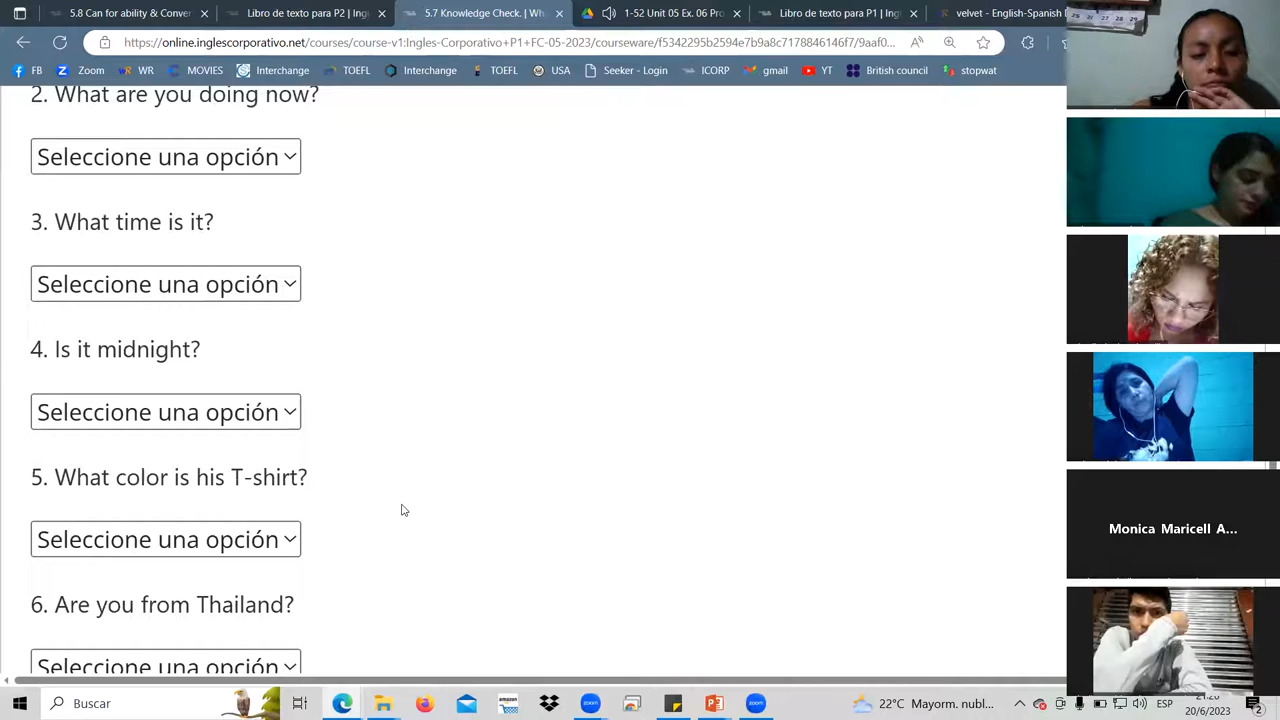 5.8 Can for ability & Conver
Libro de texto para P2 | Ing
5.7 Knowledge Check. | Wh
1-52 Unit 05 Ex. 06 Pro
Libro de texto para P1 | Ing
velvet - English-Spanish
https://online.inglescorporativo.net/courses/course-v1:Ingles-Corporativo+P1+FC-05-2023/courseware/f5342295b2594e7b9a8c7178846146f7/9aaf0...
FB
Zoom
WR
MOVIES
Interchange
TOEFL
Interchange
TOEFL
USA
Seeker - Login
ICORP
gmail
YT
British council
stopwat
25 26 27 28 29
2. What are you doing now?
Seleccione una opción
3. What time is it?
Seleccione una opción
4. Is it midnight?
Seleccione una opción
5. What color is his T-shirt?
Seleccione una opción
6. Are you from Thailand?
Seleccione una opción
Monica Maricell A...
Buscar
22°C Mayorm. nubl...
ESP
20/6/2023
2